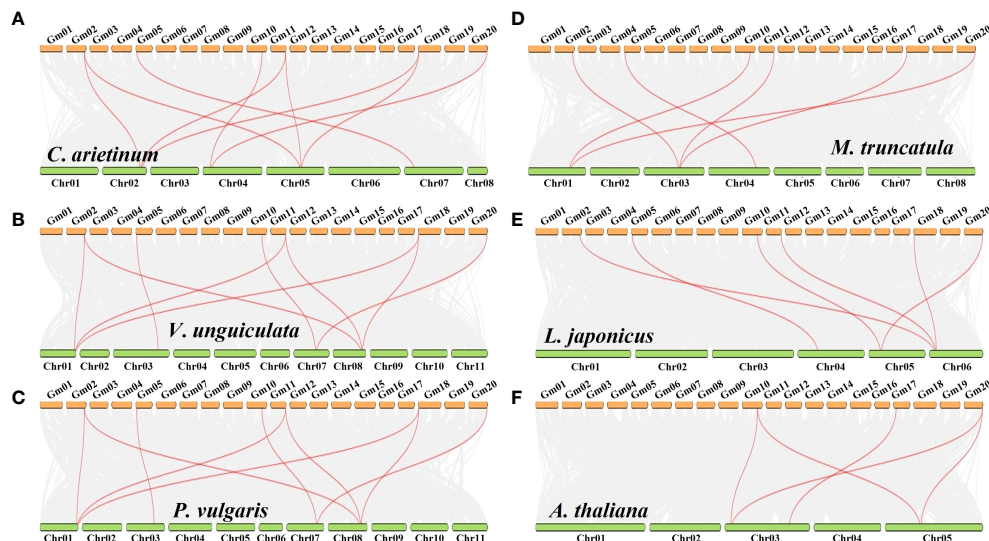 A
Gm01 Gm02 Gm03 Gm04 Gm05 Gm06 Gm07 Gm08 Gm09 Gm10 Gm11 Gm12 Gm13 Gm14 Gm15 Gm16 Gm17 Gm18 Gm19 Gm20
C. arietinum
Chr01 Chr02 Chr03 Chr04 Chr05 Chr06 Chr07 Chr08
B
Gm01 Gm02 Gm03 Gm04 Gm05 Gm06 Gm07 Gm08 Gm09 Gm10 Gm11 Gm12 Gm13 Gm14 Gm15 Gm16 Gm17 Gm18 Gm19 Gm20
V. unguiculata
Chr01 Chr02 Chr03 Chr04 Chr05 Chr06 Chr07 Chr08 Chr09 Chr10 Chr11
C
Gm01 Gm02 Gm03 Gm04 Gm05 Gm06 Gm07 Gm08 Gm09 Gm10 Gm11 Gm12 Gm13 Gm14 Gm15 Gm16 Gm17 Gm18 Gm19 Gm20
P. vulgaris
Chr01 Chr02 Chr03 Chr04 Chr05 Chr06 Chr07 Chr08 Chr09 Chr10 Chr11
D
Gm01 Gm02 Gm03 Gm04 Gm05 Gm06 Gm07 Gm08 Gm09 Gm10 Gm11 Gm12 Gm13 Gm14 Gm15 Gm16 Gm17 Gm18 Gm19 Gm20
M. truncatula
Chr01 Chr02 Chr03 Chr04 Chr05 Chr06 Chr07 Chr08
E
Gm01 Gm02 Gm03 Gm04 Gm05 Gm06 Gm07 Gm08 Gm09 Gm10 Gm11 Gm12 Gm13 Gm14 Gm15 Gm16 Gm17 Gm18 Gm19 Gm20
L. japonicus
Chr01 Chr02 Chr03 Chr04 Chr05 Chr06
F
Gm01 Gm02 Gm03 Gm04 Gm05 Gm06 Gm07 Gm08 Gm09 Gm10 Gm11 Gm12 Gm13 Gm14 Gm15 Gm16 Gm17 Gm18 Gm19 Gm20
A. thaliana
Chr01 Chr02 Chr03 Chr04 Chr05